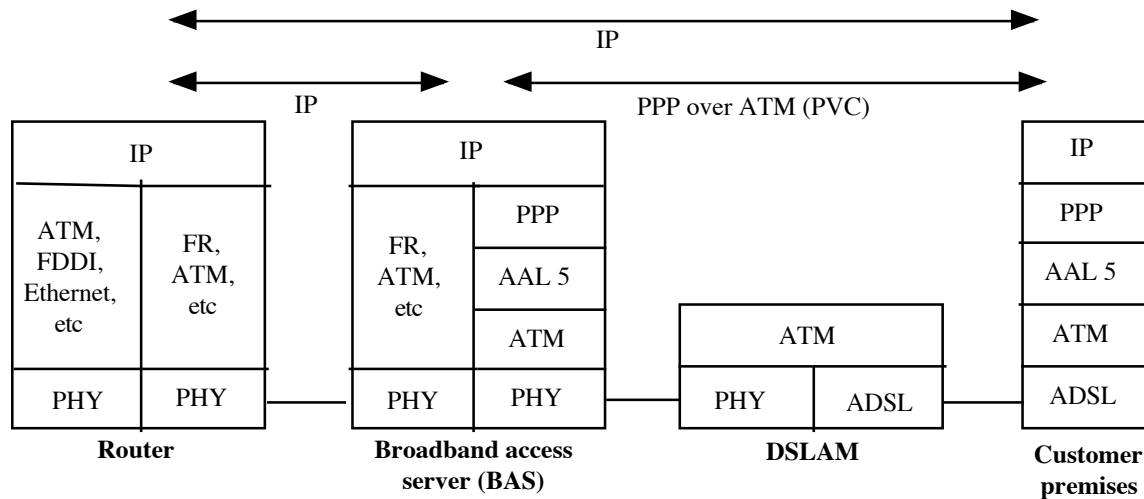 IP
IP
PPP over ATM (PVC)
IP
ATM,
FDDI,
Ethernet,
etc
FR,
ATM,
etc
PHY
PHY
Router
IP
FR,
ATM,
etc
PPP
AAL 5
ATM
PHY
PHY
Broadband access
server (BAS)
ATM
PHY
ADSL
DSLAM
IP
PPP
AAL 5
ATM
ADSL
Customer
premises